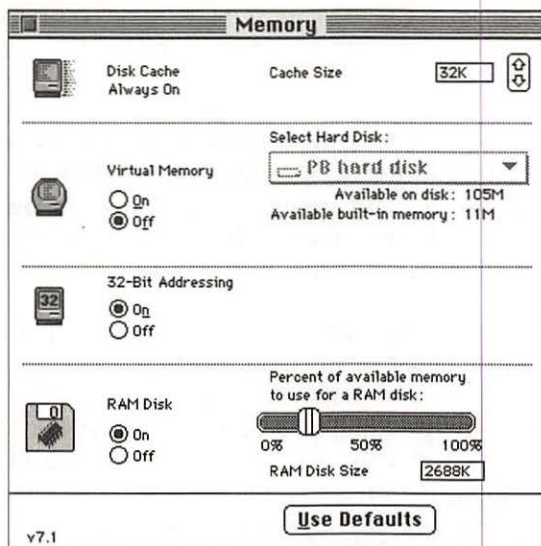 Memory
Disk Cache
Always On
Cache Size
32K
Select Hard Disk:
PB hard disk
Virtual Memory
On
Off
Available on disk: 105M
Available built-in memory: 11M
32-Bit Addressing
32
On
Off
Percent of available memory
to use for a RAM disk:
RAM Disk
On
Off
0% 50% 100%
RAM Disk Size
2688K
Use Defaults
v7.1